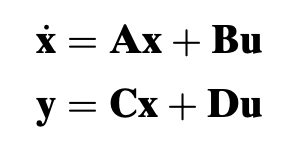 ẋ = Ax + Bu
y = Cx + Du